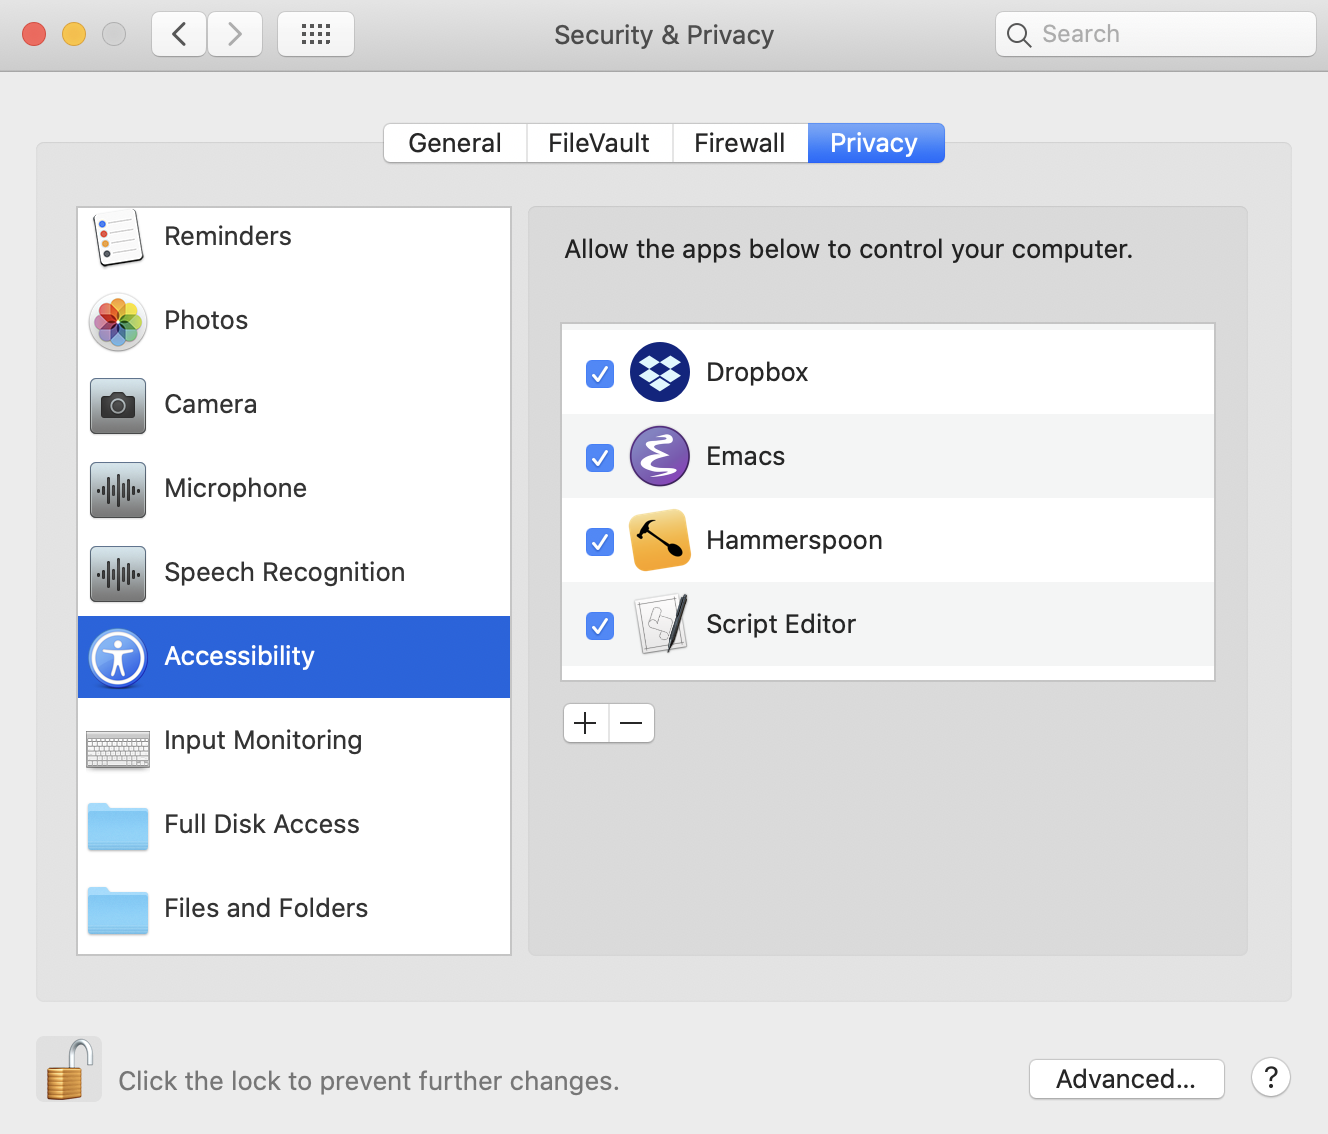 Security & Privacy
Search
General
FileVault
Firewall
Privacy
Reminders
Photos
Camera
Microphone
Speech Recognition
Accessibility
Input Monitoring
Full Disk Access
Files and Folders
Allow the apps below to control your computer.
Dropbox
Emacs
Hammerspoon
Script Editor
Click the lock to prevent further changes.
Advanced...
?